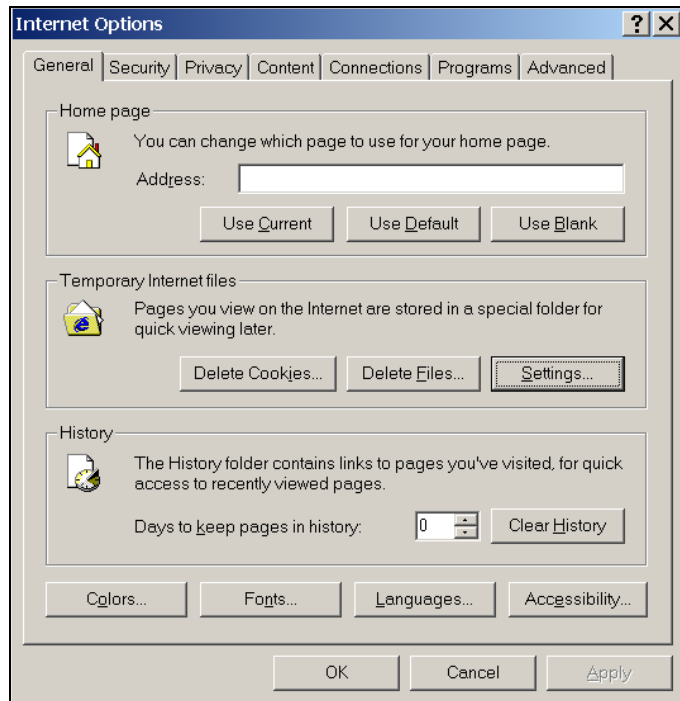 Internet Options
General Security Privacy Content Connections Programs Advanced
Home page
You can change which page to use for your home page.
Address:
Use Current Use Default Use Blank
Temporary Internet files
Pages you view on the Internet are stored in a special folder for
quick viewing later.
Delete Cookies... Delete Files... Settings...
History
The History folder contains links to pages you've visited, for quick
access to recently viewed pages.
Days to keep pages in history: 0 Clear History
Colors... Fonts... Languages... Accessibility...
OK Cancel Apply